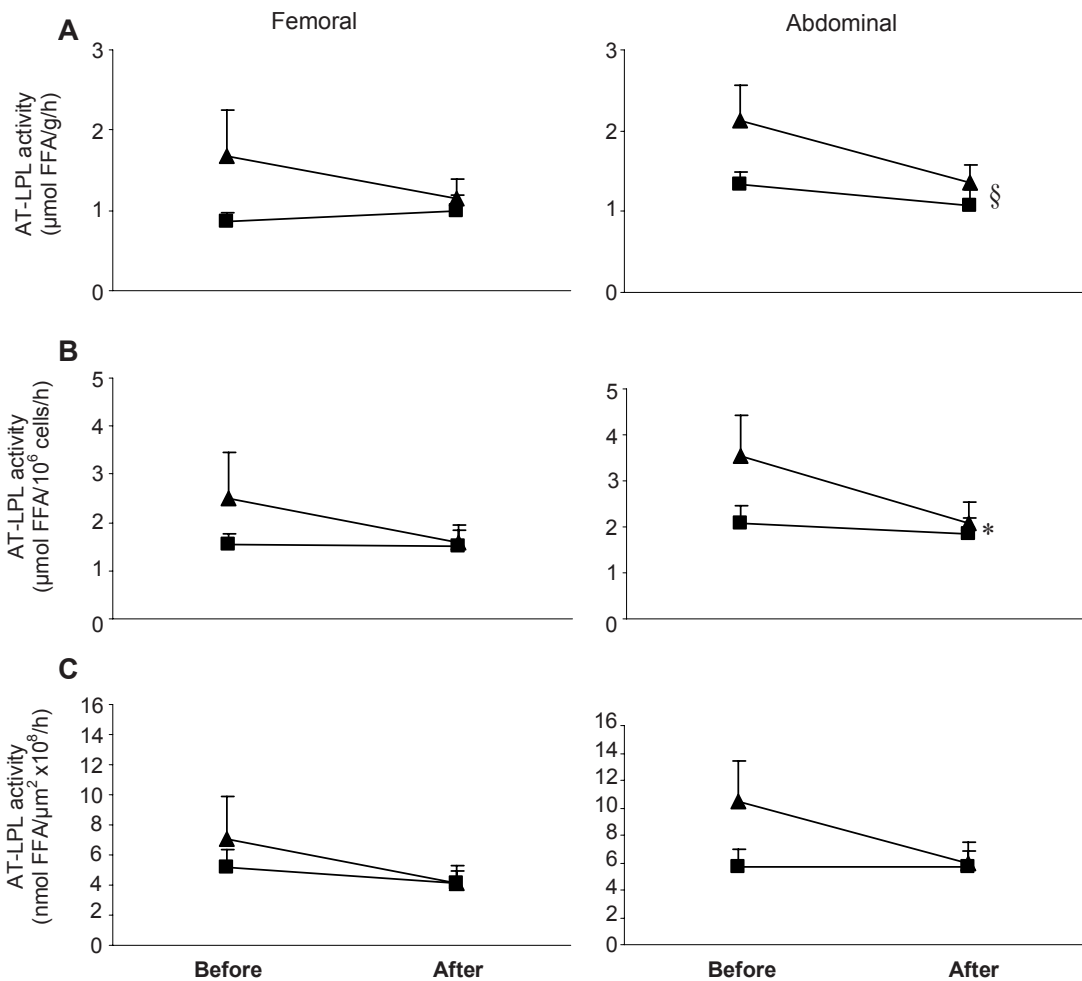 A
Femoral
Abdominal
AT-LPL activity
(µmol FFA/g/h)
3
2
1
0
3
2
1
0
§
B
AT-LPL activity
(µmol FFA/10⁶ cells/h)
5
4
3
2
1
0
5
4
3
2
1
0
*
C
AT-LPL activity
(nmol FFA/µm² x10⁸/h)
16
14
12
10
8
6
4
2
0
16
14
12
10
8
6
4
2
0
Before
After
Before
After